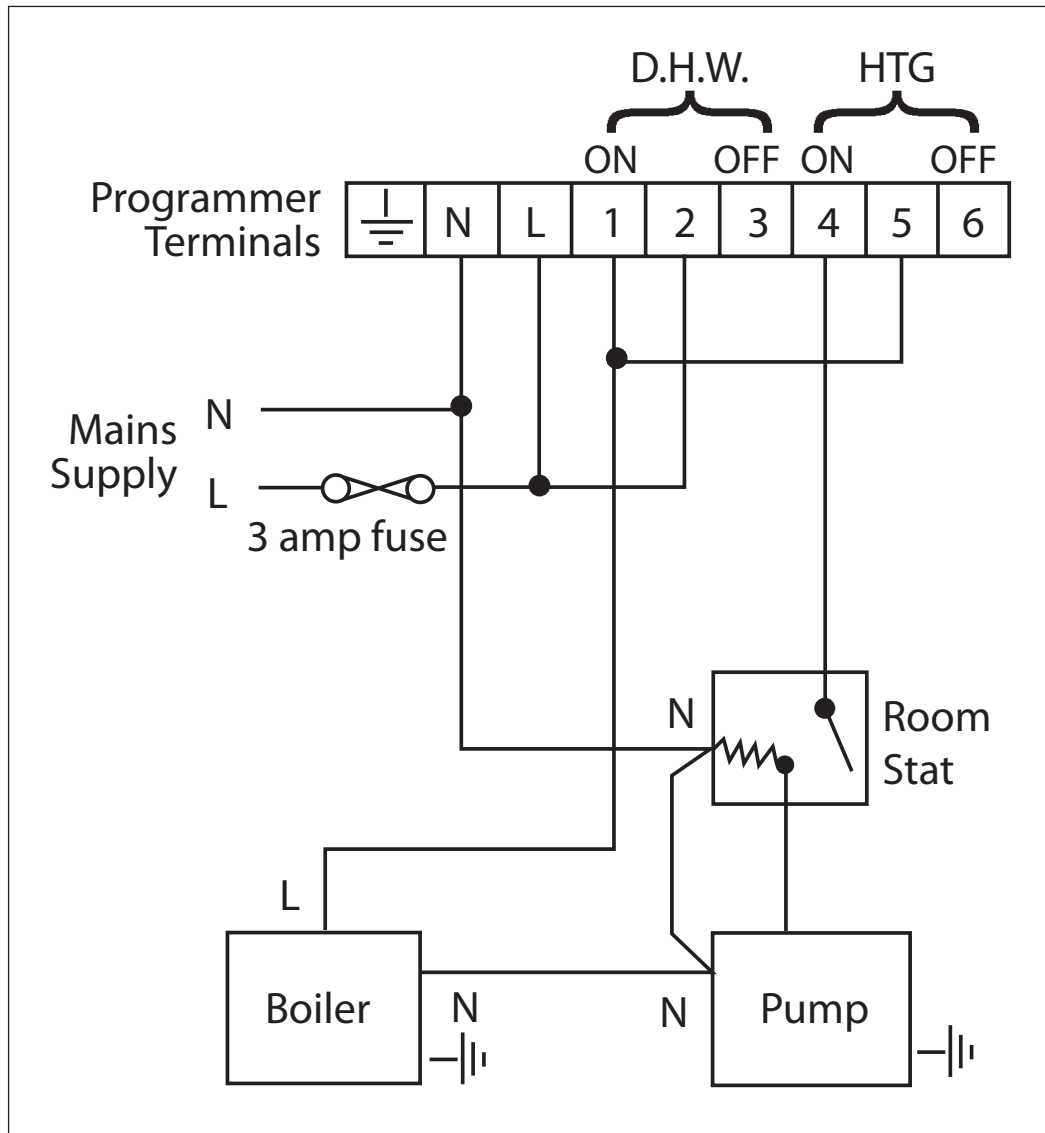 D.H.W. HTG
ON OFF ON OFF
Programmer
Terminals
N L 1 2 3 4 5 6
Mains
Supply
N
L
3 amp fuse
N
Room
Stat
L
Boiler
N
N
Pump